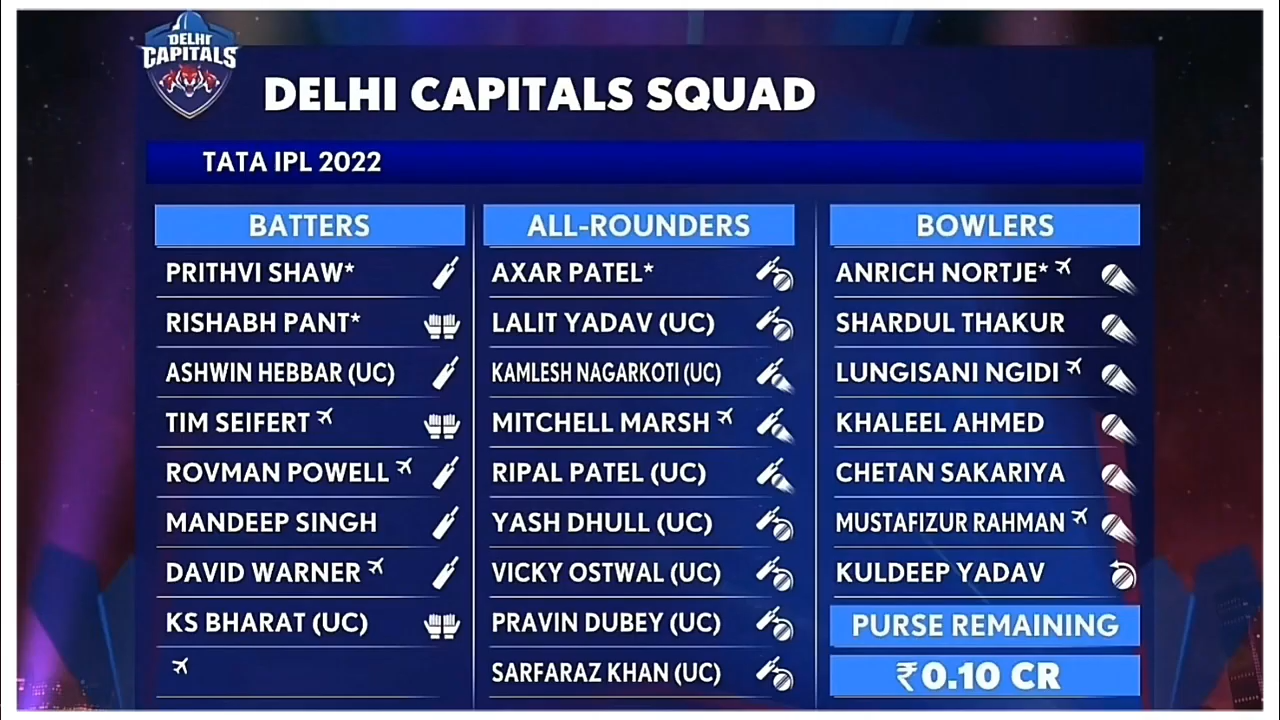 DELHI
CAPITALS
DELHI CAPITALS SQUAD
TATA IPL 2022
BATTERS
PRITHVI SHAW*
RISHABH PANT*
ASHWIN HEBBAR (UC)
TIM SEIFERT
ROVMAN POWELL
MANDEEP SINGH
DAVID WARNER
KS BHARAT (UC)
ALL-ROUNDERS
AXAR PATEL*
LALIT YADAV (UC)
KAMLESH NAGARKOTI (UC)
MITCHELL MARSH
RIPAL PATEL (UC)
YASH DHULL (UC)
VICKY OSTWAL (UC)
PRAVIN DUBEY (UC)
SARFARAZ KHAN (UC)
BOWLERS
ANRICH NORTJE*
SHARDUL THAKUR
LUNGISANI NGIDI
KHALEEL AHMED
CHETAN SAKARIYA
MUSTAFIZUR RAHMAN
KULDEEP YADAV
PURSE REMAINING
₹0.10 CR